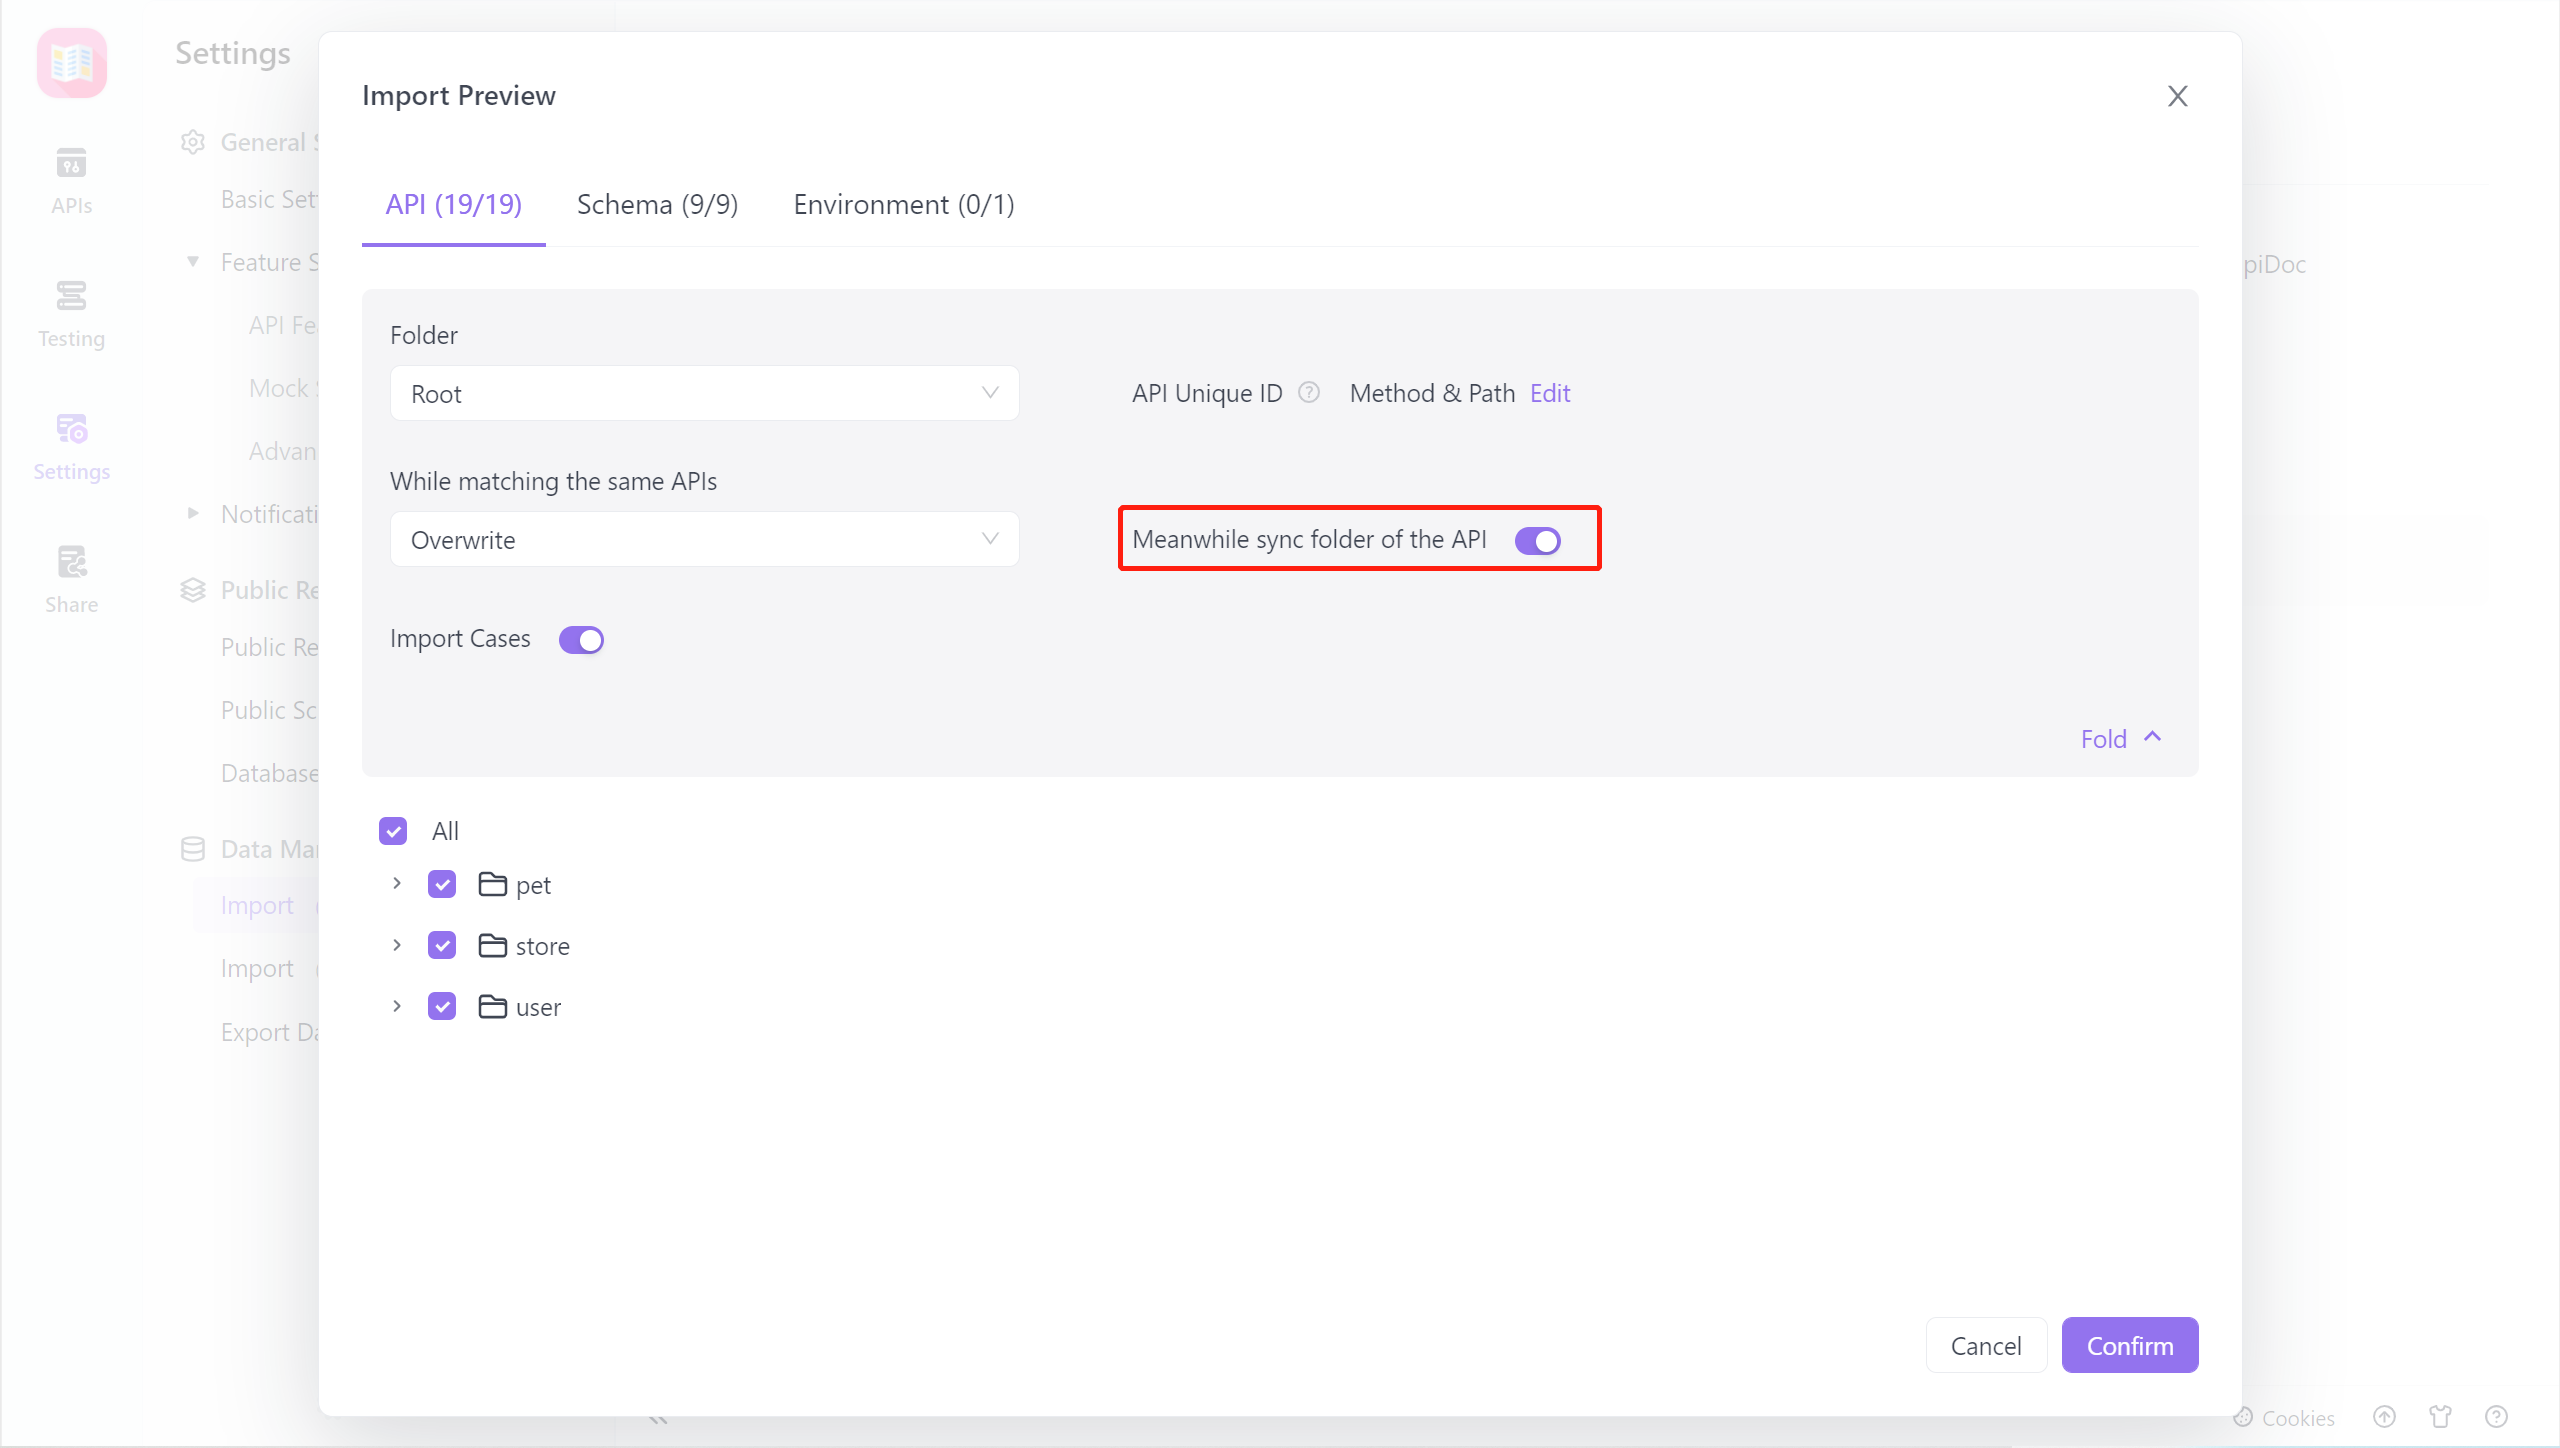 Settings
APIs
Testing
Settings
Share
General
Basic Set
Feature S
API Fe
Mock
Advan
Notificati
Public Re
Public Re
Public Sc
Database
Data Ma
Import
Import
Export Da
Import Preview
API (19/19)
Schema (9/9)
Environment (0/1)
Folder
Root
API Unique ID
Method & Path Edit
While matching the same APIs
Overwrite
Meanwhile sync folder of the API
Import Cases
Fold
All
pet
store
user
Cancel
Confirm
piDoc
Cookies